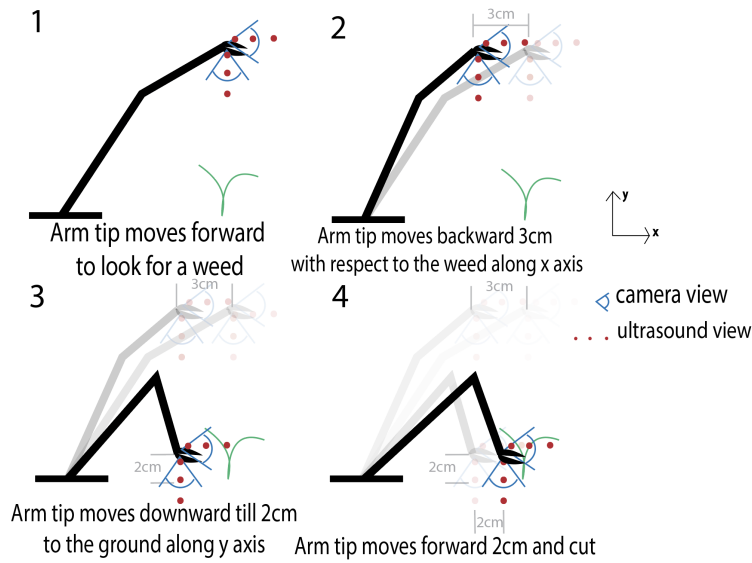 1
Arm tip moves forward
to look for a weed
2
3cm
Arm tip moves backward 3cm
with respect to the weed along x axis
y
x
camera view
ultrasound view
3
3cm
2cm
Arm tip moves downward till 2cm
to the ground along y axis
4
3cm
2cm
2cm
Arm tip moves forward 2cm and cut